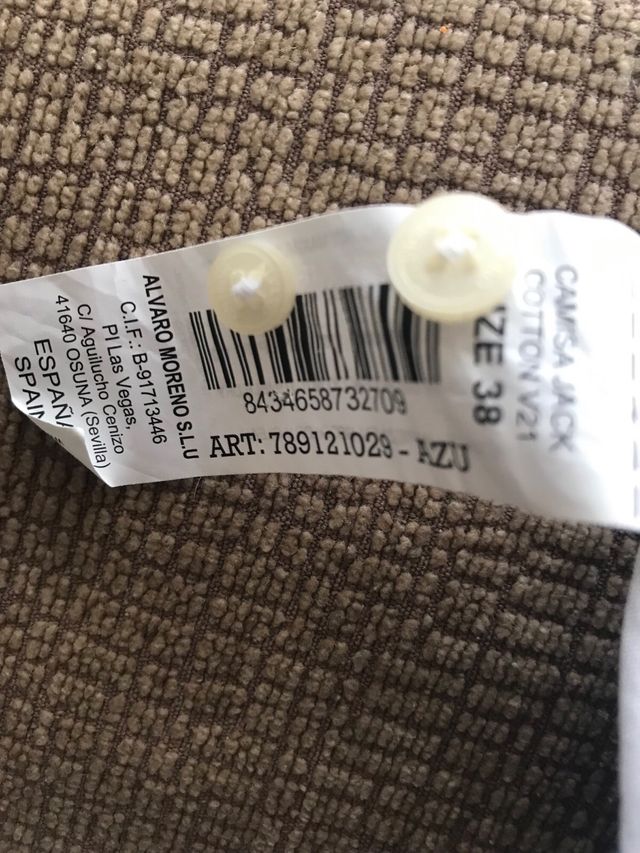 ALVARO MORENO S.L.U
C.I.F.: B-91713446
PI Las Vegas,
C/ Aguilucho Cenizo
41640 OSUNA (Sevilla)
ESPAÑA
SPAIN
8434658732709
ART: 789121029 - AZU
CAMISA JACK
COTTON V21
ZE 38